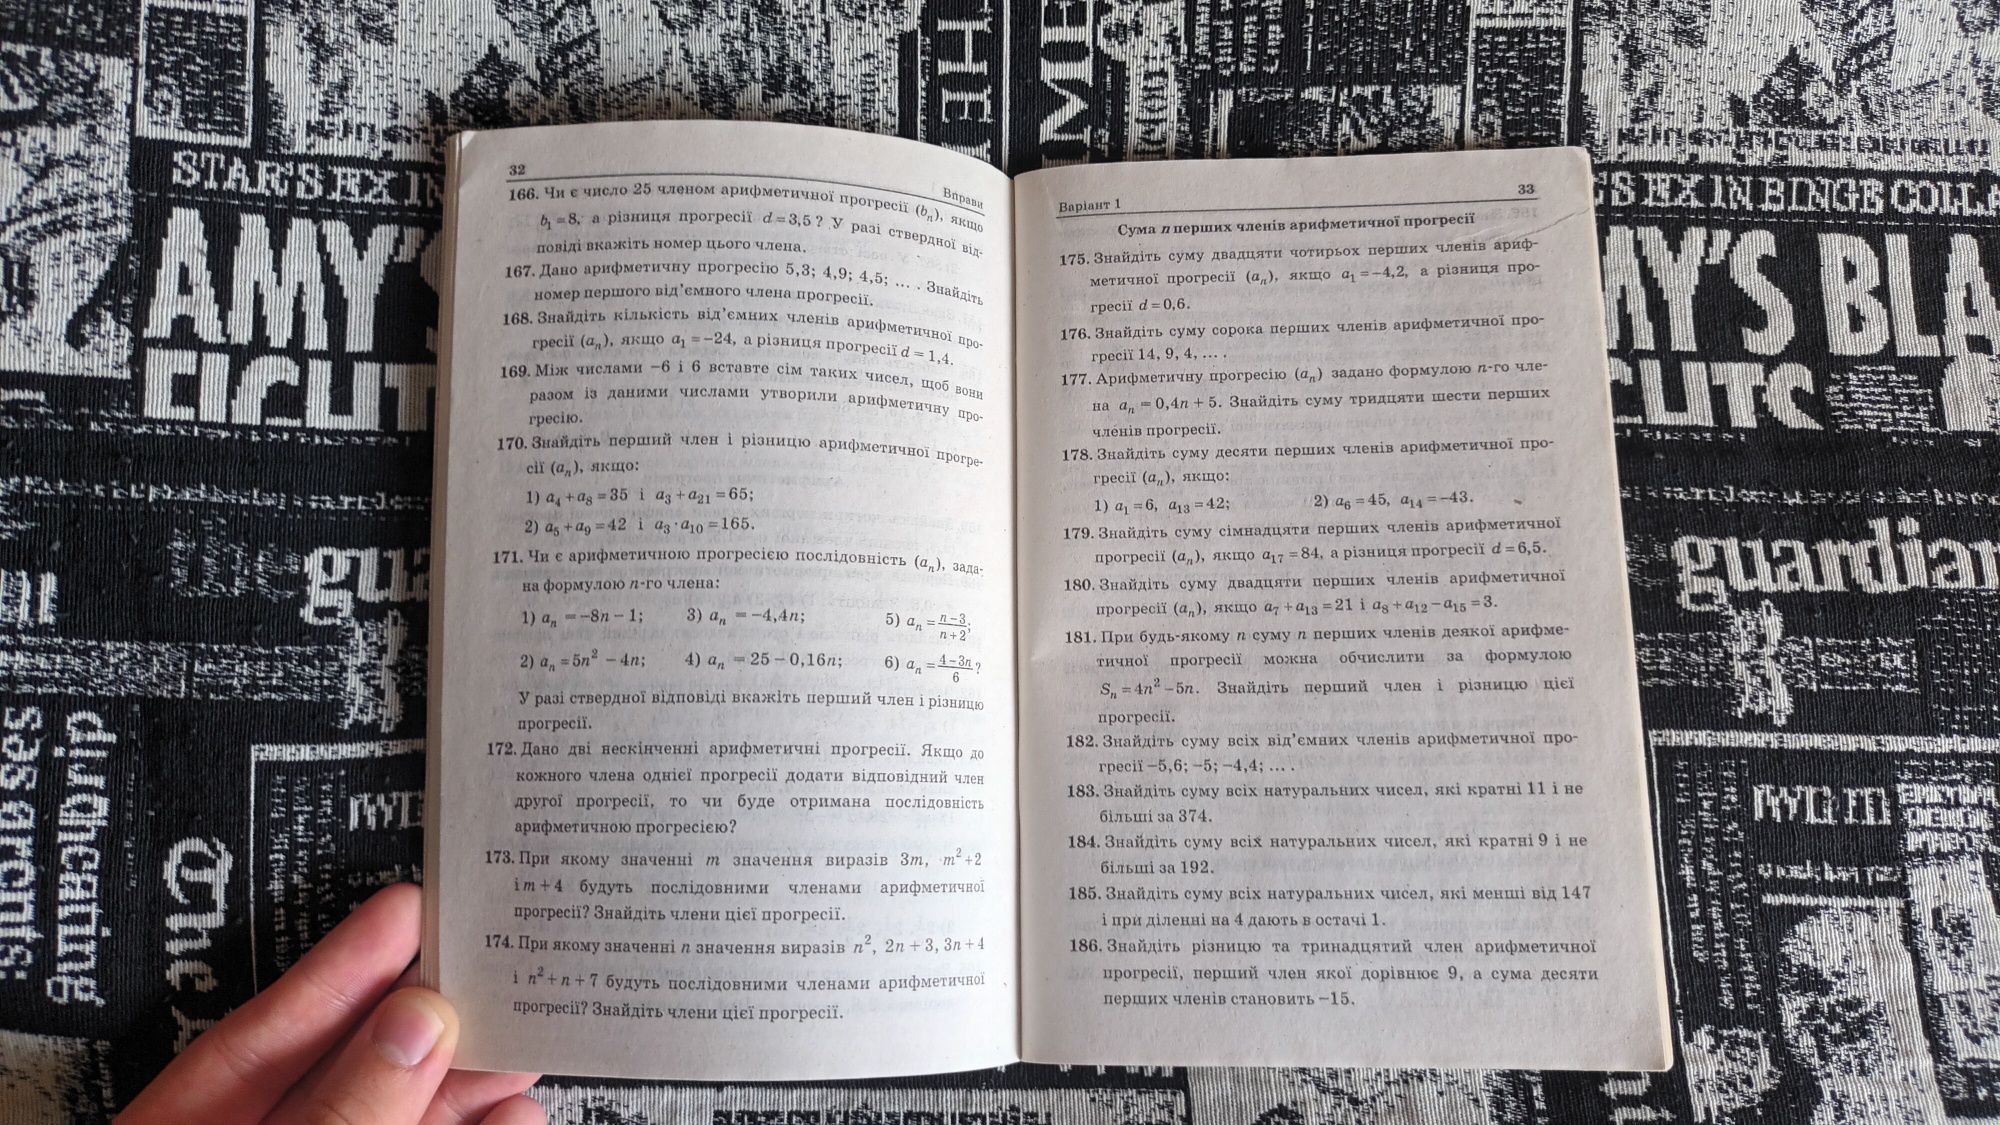 32
Вправи
166. Чи є число 25 членом арифметичної прогресії (bₙ), якщо
b₁=8, а різниця прогресії d=3,5? У разі ствердної від-
повіді вкажіть номер цього члена.
167. Дано арифметичну прогресію 5,3; 4,9; 4,5; ... . Знайдіть
номер першого від'ємного члена прогресії.
168. Знайдіть кількість від'ємних членів арифметичної про-
гресії (aₙ), якщо a₁=−24, а різниця прогресії d = 1,4.
169. Між числами −6 і 6 вставте сім таких чисел, щоб вони
разом із даними числами утворили арифметичну про-
гресію.
170. Знайдіть перший член і різницю арифметичної прогре-
сії (aₙ), якщо:
1) a₄+a₈=35 і a₃+a₂₁=65;
2) a₅+a₉=42 і a₃·a₁₀=165.
171. Чи є арифметичною прогресією послідовність (aₙ), зада-
на формулою n-го члена:
1) aₙ =−8n−1; 3) aₙ =−4,4n; 5) aₙ = (n−3)/(n+2);
2) aₙ=5n² −4n; 4) aₙ = 25−0,16n; 6) aₙ = (4−3n)/6?
У разі ствердної відповіді вкажіть перший член і різницю
прогресії.
172. Дано дві нескінченні арифметичні прогресії. Якщо до
кожного члена однієї прогресії додати відповідний член
другої прогресії, то чи буде отримана послідовність
арифметичною прогресією?
173. При якому значенні m значення виразів 3m, m²+2
і m+4 будуть послідовними членами арифметичної
прогресії? Знайдіть члени цієї прогресії.
174. При якому значенні n значення виразів n², 2n+3, 3n+4
і n²+n+7 будуть послідовними членами арифметичної
прогресії? Знайдіть члени цієї прогресії.
Варіант 1
33
Сума n перших членів арифметичної прогресії
175. Знайдіть суму двадцяти чотирьох перших членів ариф-
метичної прогресії (aₙ), якщо a₁=−4,2, а різниця про-
гресії d=0,6.
176. Знайдіть суму сорока перших членів арифметичної про-
гресії 14, 9, 4, ... .
177. Арифметичну прогресію (aₙ) задано формулою n-го чле-
на aₙ = 0,4n + 5. Знайдіть суму тридцяти шести перших
членів прогресії.
178. Знайдіть суму десяти перших членів арифметичної про-
гресії (aₙ), якщо:
1) a₁=6, a₁₃=42; 2) a₆=45, a₁₄=−43.
179. Знайдіть суму сімнадцяти перших членів арифметичної
прогресії (aₙ), якщо a₁₇=84, а різниця прогресії d=6,5.
180. Знайдіть суму двадцяти перших членів арифметичної
прогресії (aₙ), якщо a₇+a₁₃=21 і a₈+a₁₂−a₁₅=3.
181. При будь-якому n суму n перших членів деякої арифме-
тичної прогресії можна обчислити за формулою
Sₙ=4n²−5n. Знайдіть перший член і різницю цієї
прогресії.
182. Знайдіть суму всіх від'ємних членів арифметичної про-
гресії −5,6; −5; −4,4; ... .
183. Знайдіть суму всіх натуральних чисел, які кратні 11 і не
більші за 374.
184. Знайдіть суму всіх натуральних чисел, які кратні 9 і не
більші за 192.
185. Знайдіть суму всіх натуральних чисел, які менші від 147
і при діленні на 4 дають в остачі 1.
186. Знайдіть різницю та тринадцятий член арифметичної
прогресії, перший член якої дорівнює 9, а сума десяти
перших членів становить −15.
STAR'S EX IN
AMY'S
THE
S EX IN BINGE COLLA
MY'S BLA
guardian
The